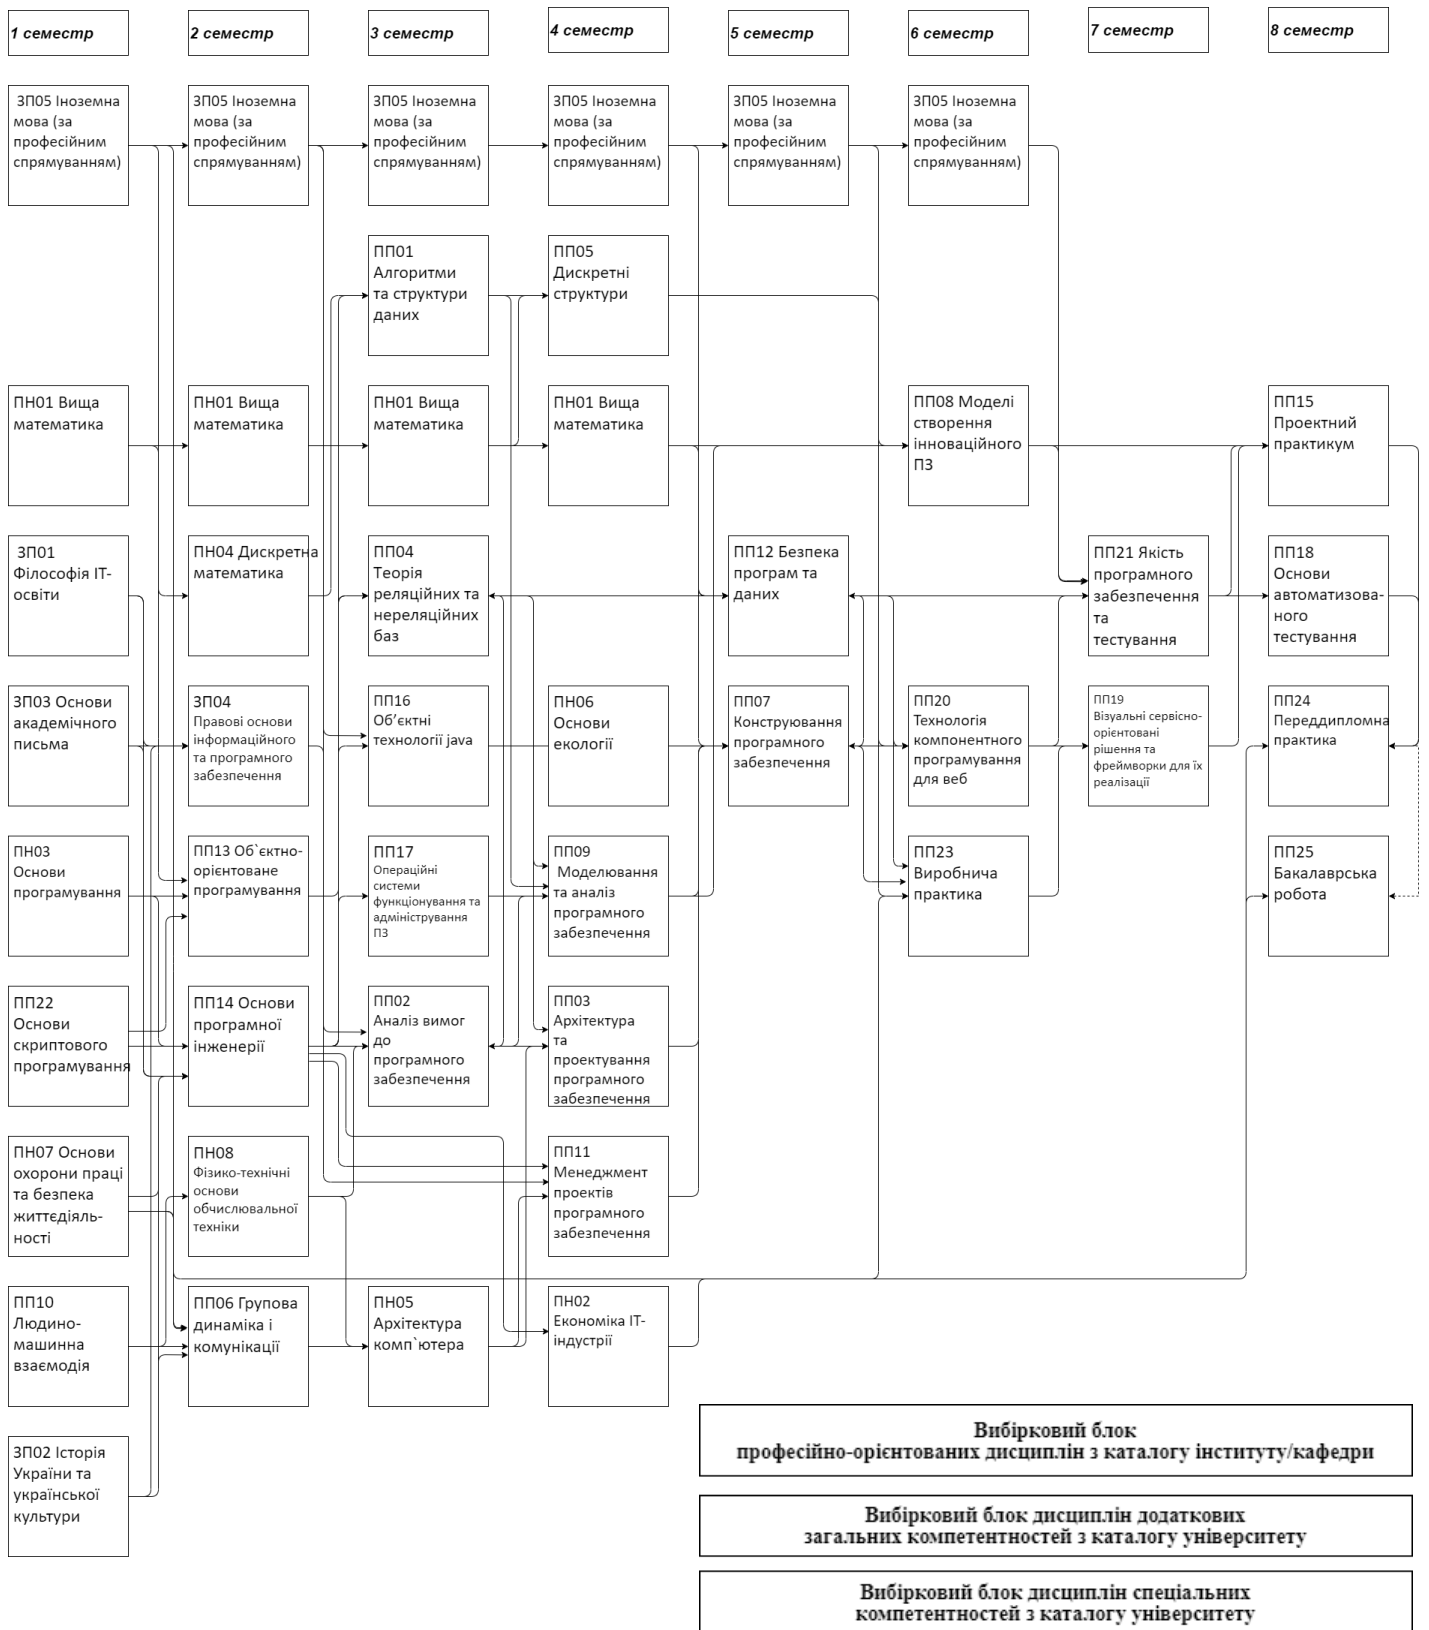 1 семестр
2 семестр
3 семестр
4 семестр
5 семестр
6 семестр
7 семестр
8 семестр
ЗП05 Іноземна
мова (за
професійним
спрямуванням)
ЗП05 Іноземна
мова (за
професійним
спрямуванням)
ЗП05 Іноземна
мова (за
професійним
спрямуванням)
ЗП05 Іноземна
мова (за
професійним
спрямуванням)
ЗП05 Іноземна
мова (за
професійним
спрямуванням)
ЗП05 Іноземна
мова (за
професійним
спрямуванням)
ПП01
Алгоритми
та структури
даних
ПП05
Дискретні
структури
ПН01 Вища
математика
ПН01 Вища
математика
ПН01 Вища
математика
ПН01 Вища
математика
ПП08 Моделі
створення
інноваційного
ПЗ
ПП15
Проектний
практикум
ЗП01
Філософія ІТ-
освіти
ПН04 Дискретна
математика
ПП04
Теорія
реляційних та
нереляційних
баз
ПП12 Безпека
програм та
даних
ПП21 Якість
програмного
забезпечення
та
тестування
ПП18
Основи
автоматизова-
ного
тестування
ЗП03 Основи
академічного
письма
ЗП04
Правові основи
інформаційного
та програмного
забезпечення
ПП16
Об’єктні
технології java
ПН06
Основи
екології
ПП07
Конструювання
програмного
забезпечення
ПП20
Технологія
компонентного
програмування
для веб
ПП19
Візуальні сервісно-
орієнтовані
рішення та
фреймворки для їх
реалізації
ПП24
Переддипломна
практика
ПН03
Основи
програмування
ПП13 Об`єктно-
орієнтоване
програмування
ПП17
Операційні
системи
функціонування та
адміністрування
ПЗ
ПП09
Моделювання
та аналіз
програмного
забезпечення
ПП23
Виробнича
практика
ПП25
Бакалаврська
робота
ПП22
Основи
скриптового
програмування
ПП14 Основи
програмної
інженерії
ПП02
Аналіз вимог
до
програмного
забезпечення
ПП03
Архітектура
та
проектування
програмного
забезпечення
ПН07 Основи
охорони праці
та безпека
життєдіяль-
ності
ПН08
Фізико-технічні
основи
обчислювальної
техніки
ПП11
Менеджмент
проектів
програмного
забезпечення
ПП10
Людино-
машинна
взаємодія
ПП06 Групова
динаміка і
комунікації
ПН05
Архітектура
комп`ютера
ПН02
Економіка ІТ-
індустрії
ЗП02 Історія
України та
української
культури
Вибірковий блок
професійно-орієнтованих дисциплін з каталогу інституту/кафедри
Вибірковий блок дисциплін додаткових
загальних компетентностей з каталогу університету
Вибірковий блок дисциплін спеціальних
компетентностей з каталогу університету